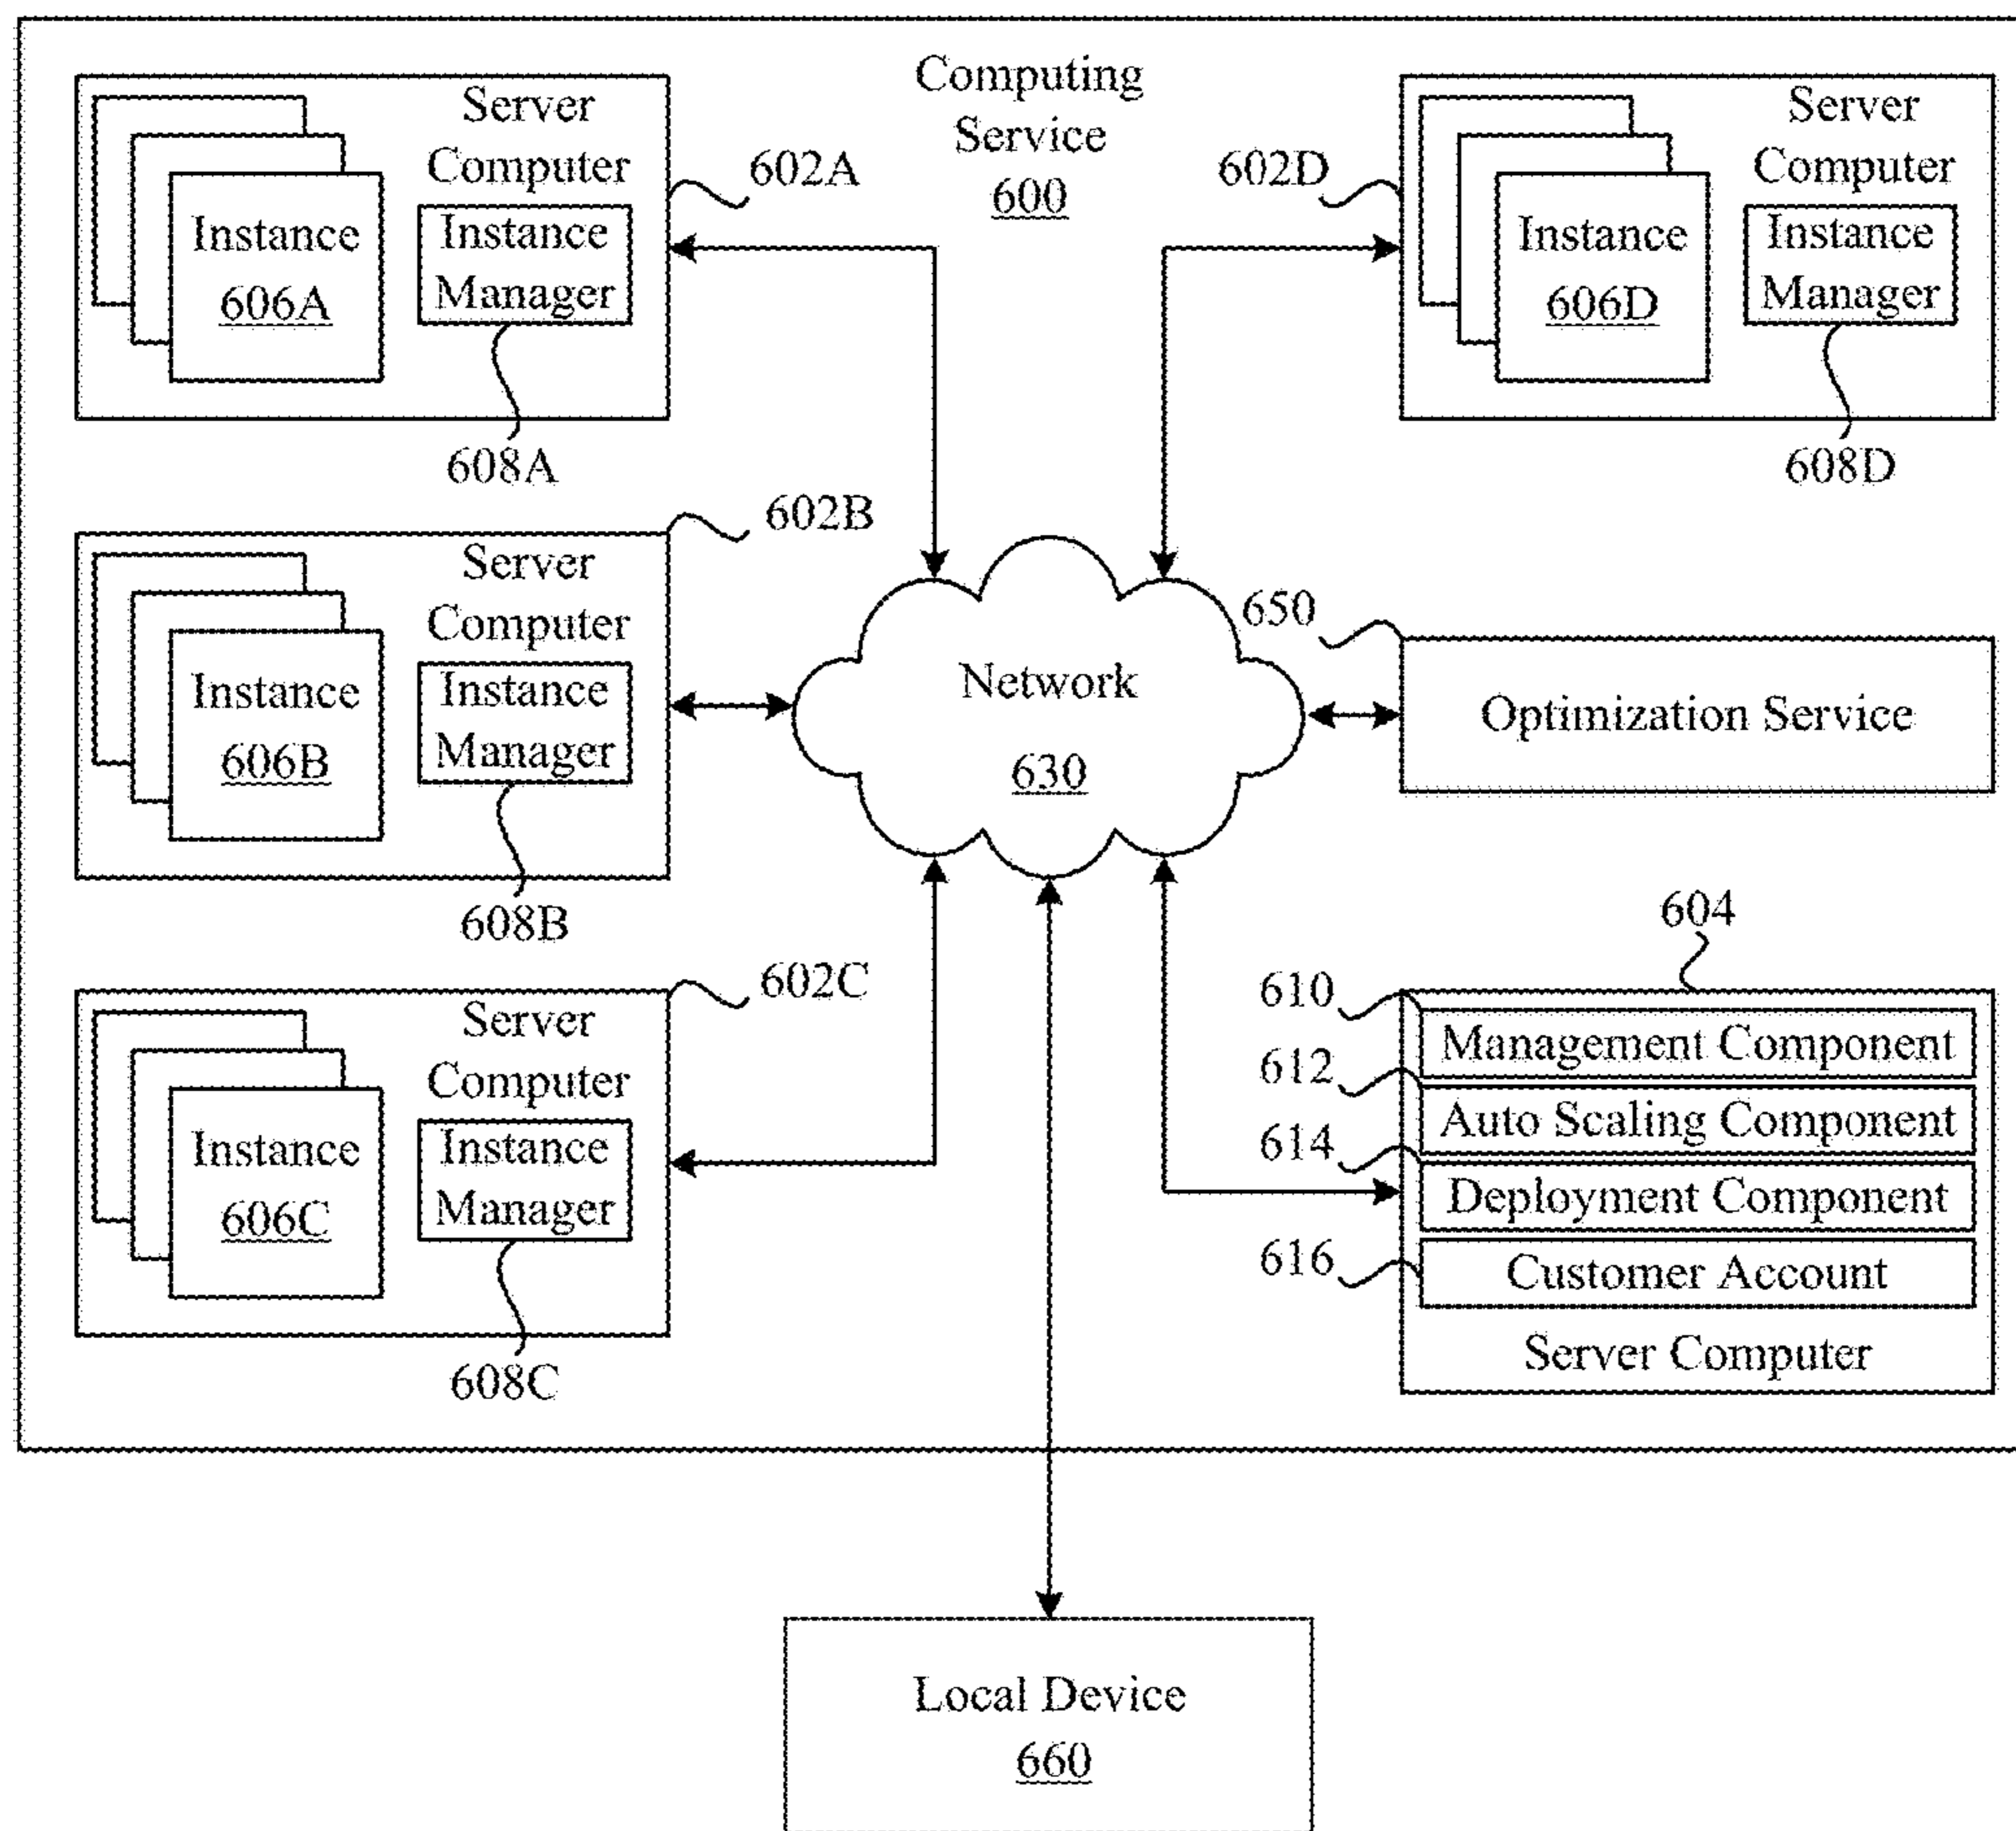 Computing
Service
600
Server
Computer
602A
Instance
606A
Instance
Manager
608A
Server
Computer
602D
Instance
606D
Instance
Manager
608D
Server
Computer
602B
Instance
606B
Instance
Manager
608B
Network
630
650
Optimization Service
Server
Computer
602C
Instance
606C
Instance
Manager
608C
604
610
Management Component
612
Auto Scaling Component
614
Deployment Component
616
Customer Account
Server Computer
Local Device
660